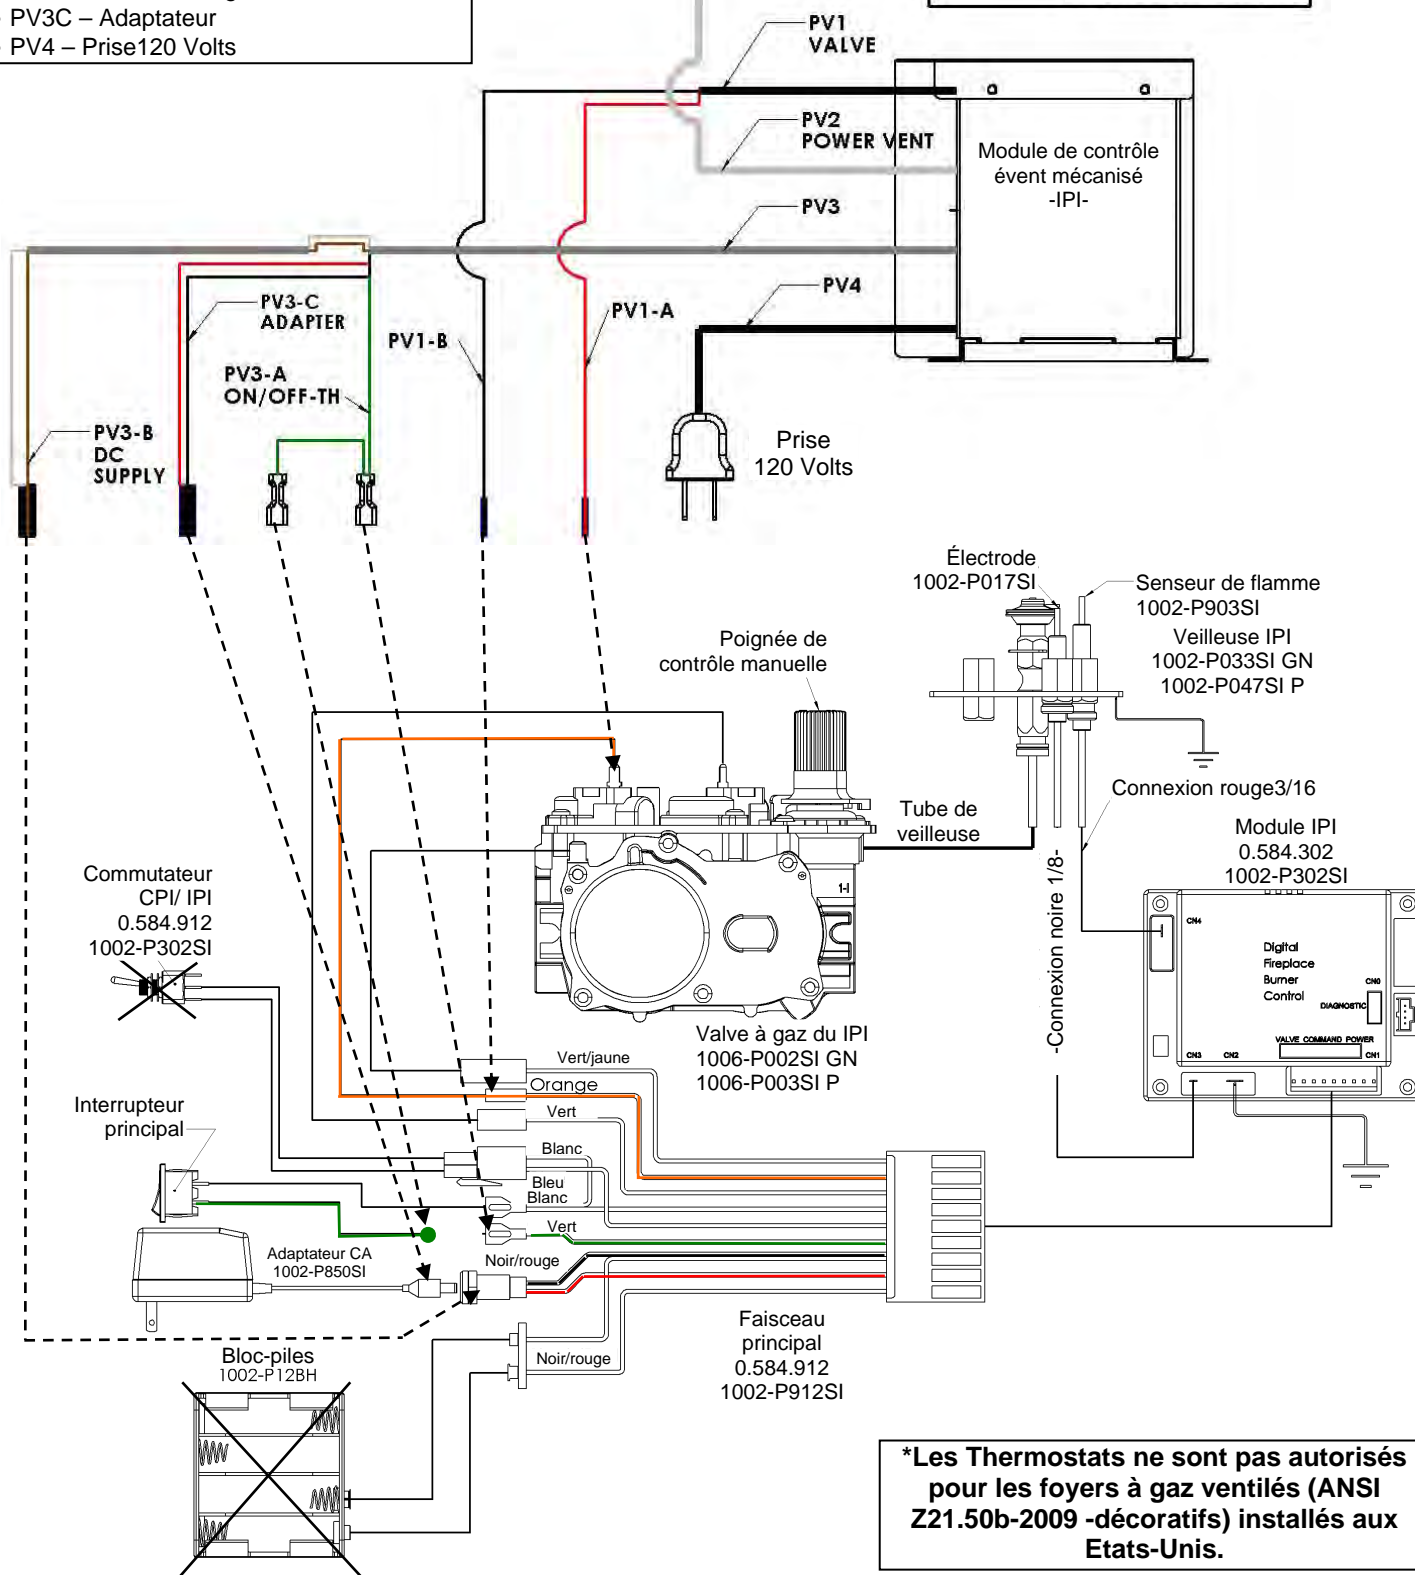 PV3C – Adaptateur
PV4 – Prise120 Volts
PV1
VALVE
PV2
POWER VENT
Module de contrôle
évent mécanisé
-IPI-
PV3
PV4
PV3-C
ADAPTER
PV1-A
PV1-B
PV3-A
ON/OFF-TH
PV3-B
DC
SUPPLY
Prise
120 Volts
Électrode
1002-P017SI
Senseur de flamme
1002-P903SI
Veilleuse IPI
1002-P033SI GN
1002-P047SI P
Poignée de
contrôle manuelle
Connexion rouge3/16
Tube de
veilleuse
Module IPI
0.584.302
1002-P302SI
-Connexion noire 1/8-
Commutateur
CPI/ IPI
0.584.912
1002-P302SI
1-I
CN4
Digital
Fireplace
Burner
Control
CN0
DIAGNOSTIC
VALVE COMMAND POWER
CN3
CN2
CN1
Valve à gaz du IPI
1006-P002SI GN
1006-P003SI P
Vert/jaune
Orange
Vert
Blanc
Bleu
Blanc
Vert
Noir/rouge
Interrupteur
principal
Adaptateur CA
1002-P850SI
Faisceau
principal
0.584.912
1002-P912SI
Noir/rouge
Bloc-piles
1002-P12BH
*Les Thermostats ne sont pas autorisés
pour les foyers à gaz ventilés (ANSI
Z21.50b-2009 -décoratifs) installés aux
Etats-Unis.